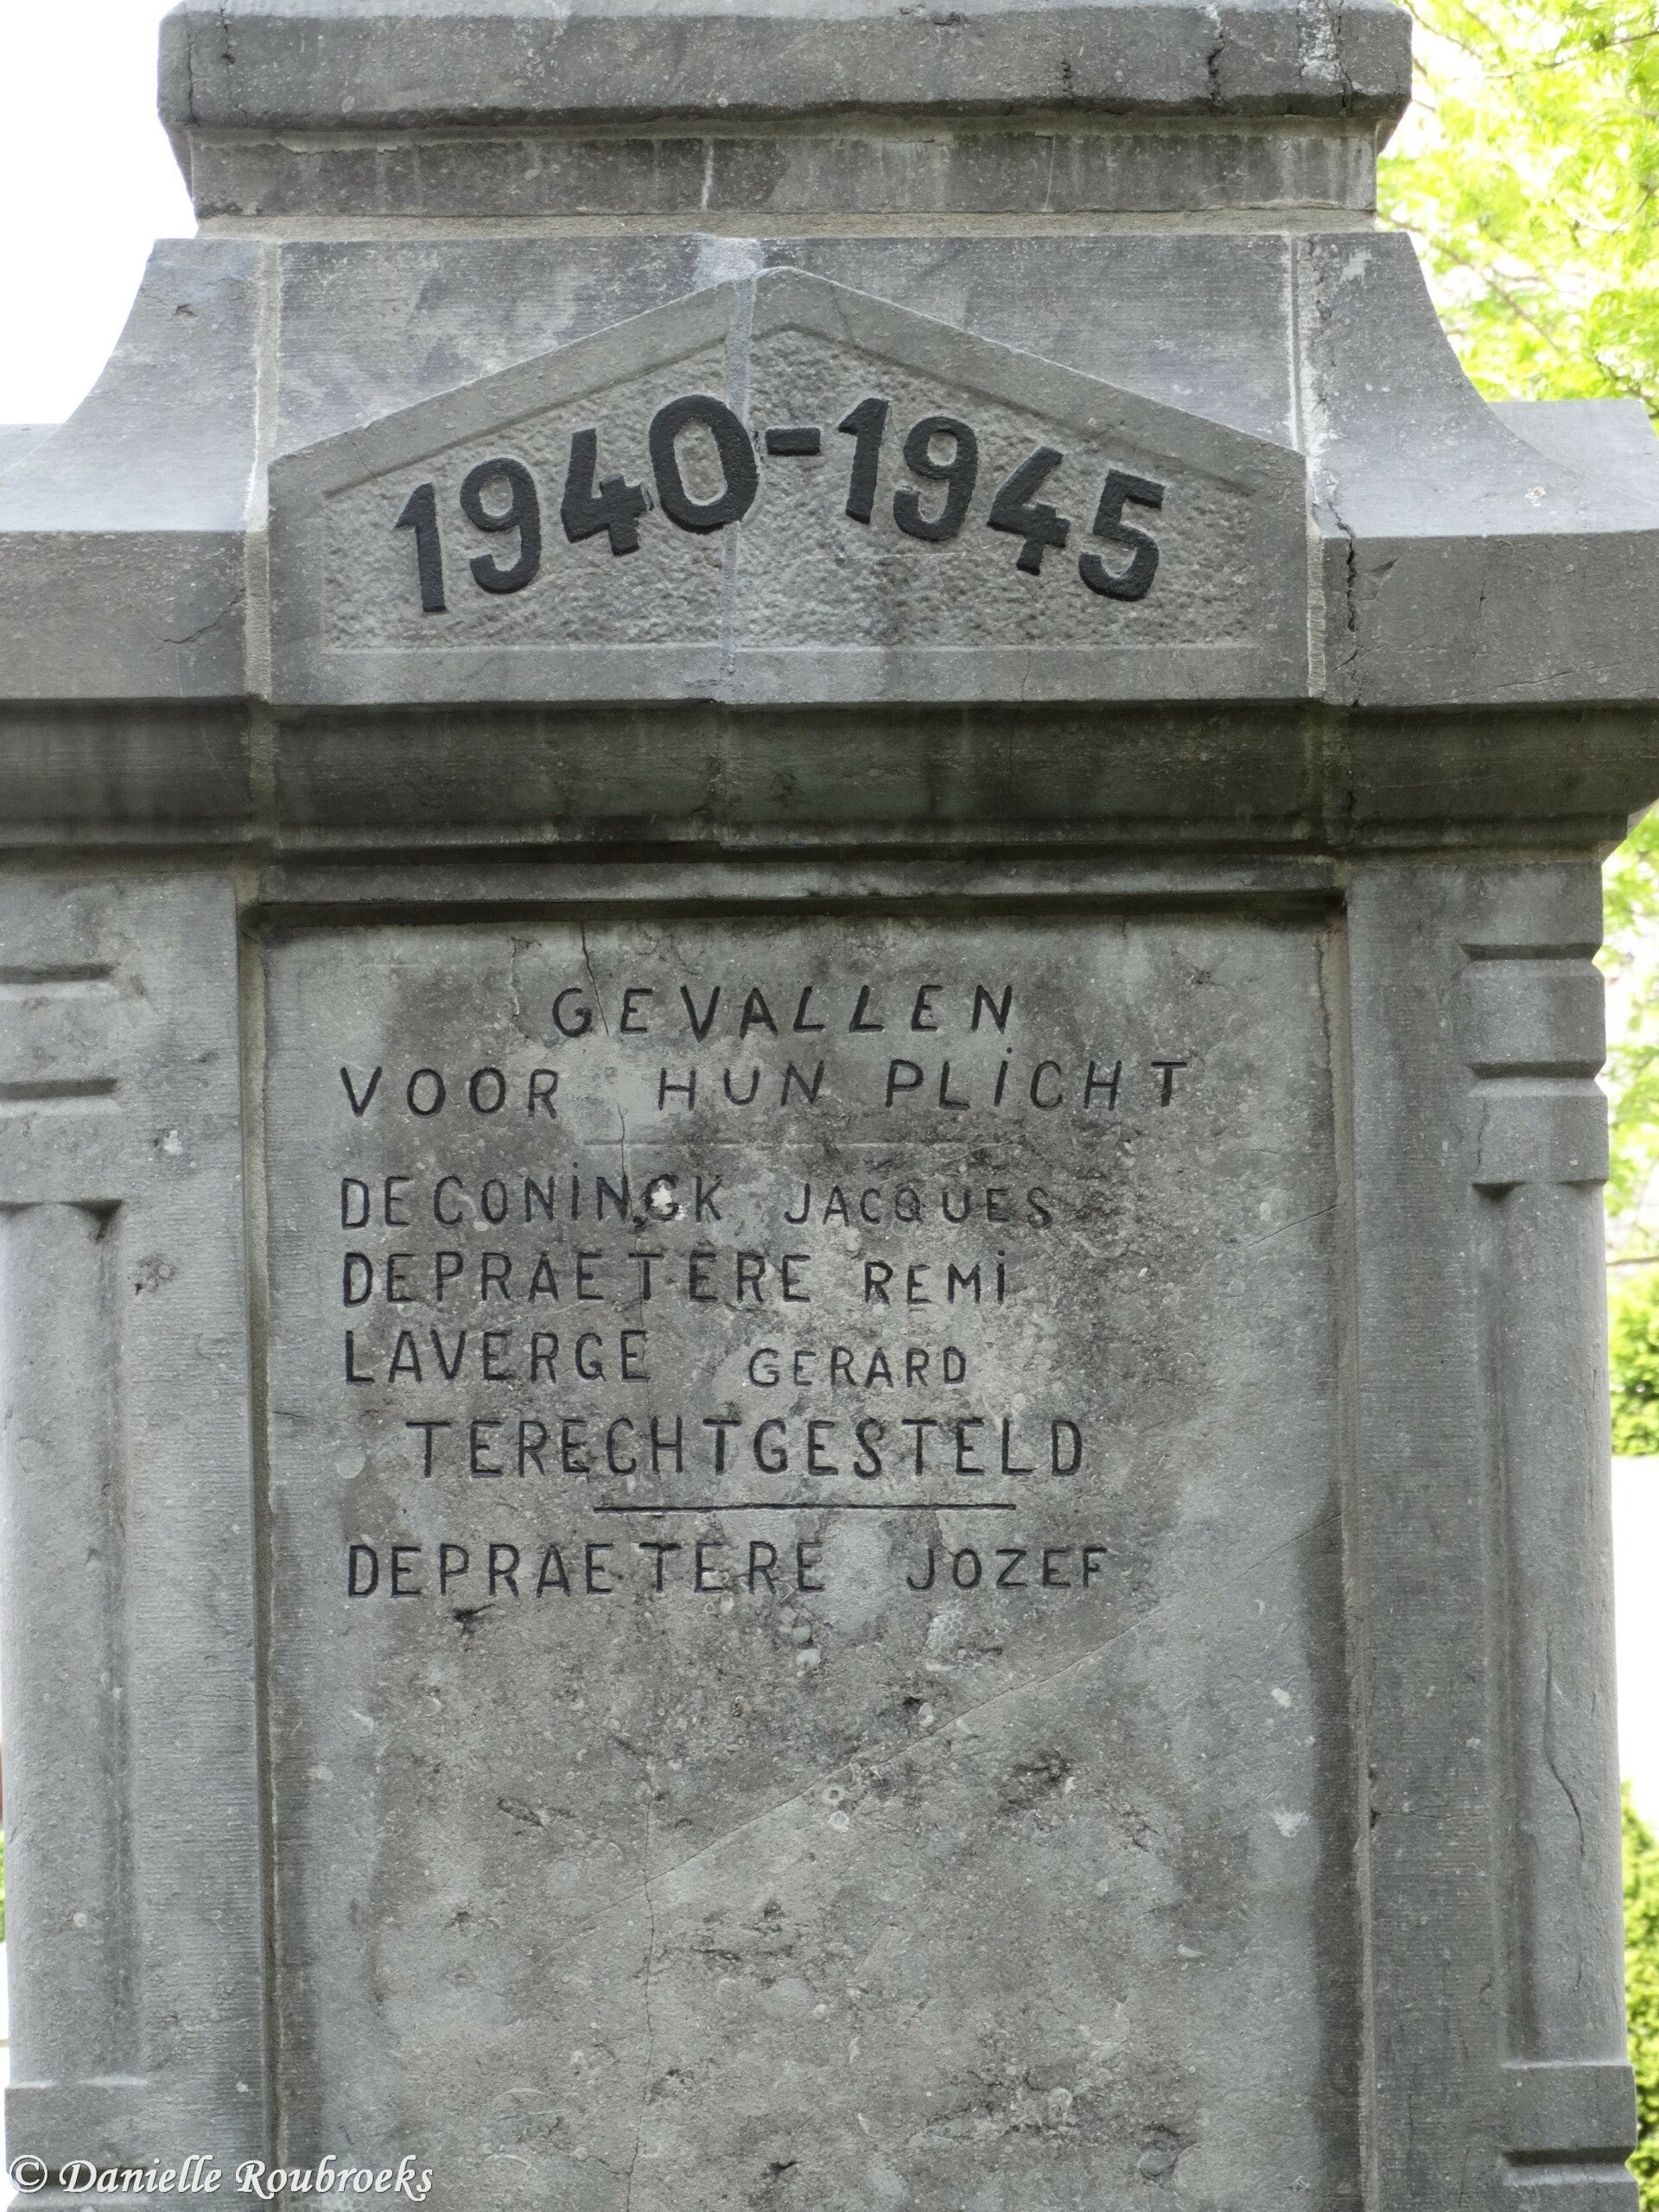 1940-1945
GEVALLEN
VOOR HUN PLICHT
DECONINCK JACQUES
DEPRAETERE REMi
LAVERGE GERARD
TERECHTGESTELD
DEPRAETERE JOZEF
© Danielle Roubroeks